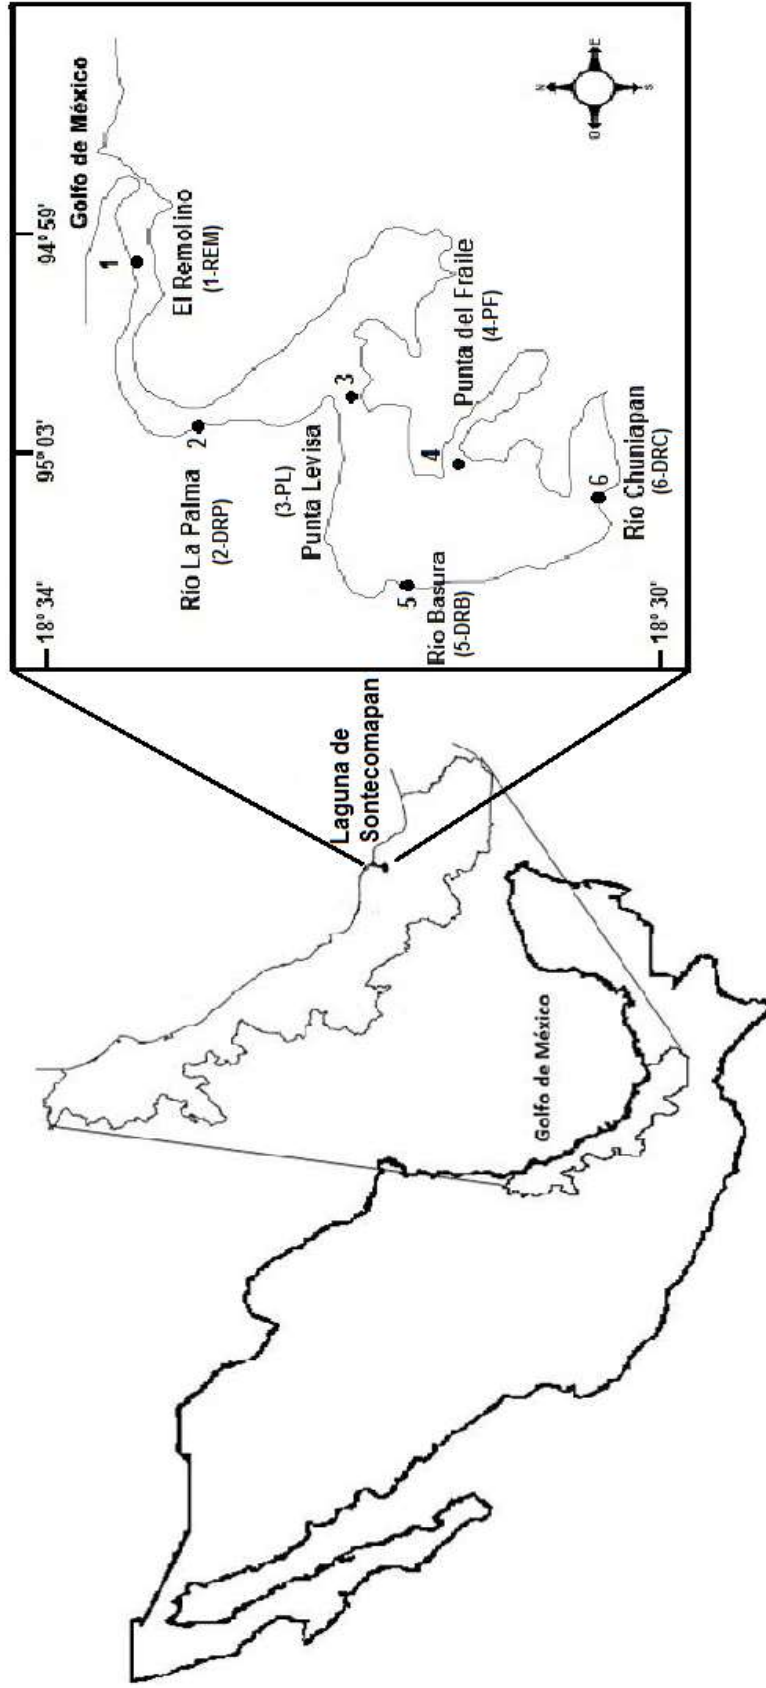 18° 34'
95° 03'
94° 59'
Golfo de México
1
El Remolino
(1-REM)
2
Río La Palma
(2-DRP)
(3-PL)
Punta Levisa
3
Laguna de
Sontecomapan
5
Río Basura
(5-DRB)
4
Punta del Fraile
(4-PF)
N
O
E
S
Golfo de México
6
Río Chuniapan
(6-DRC)
18° 30'